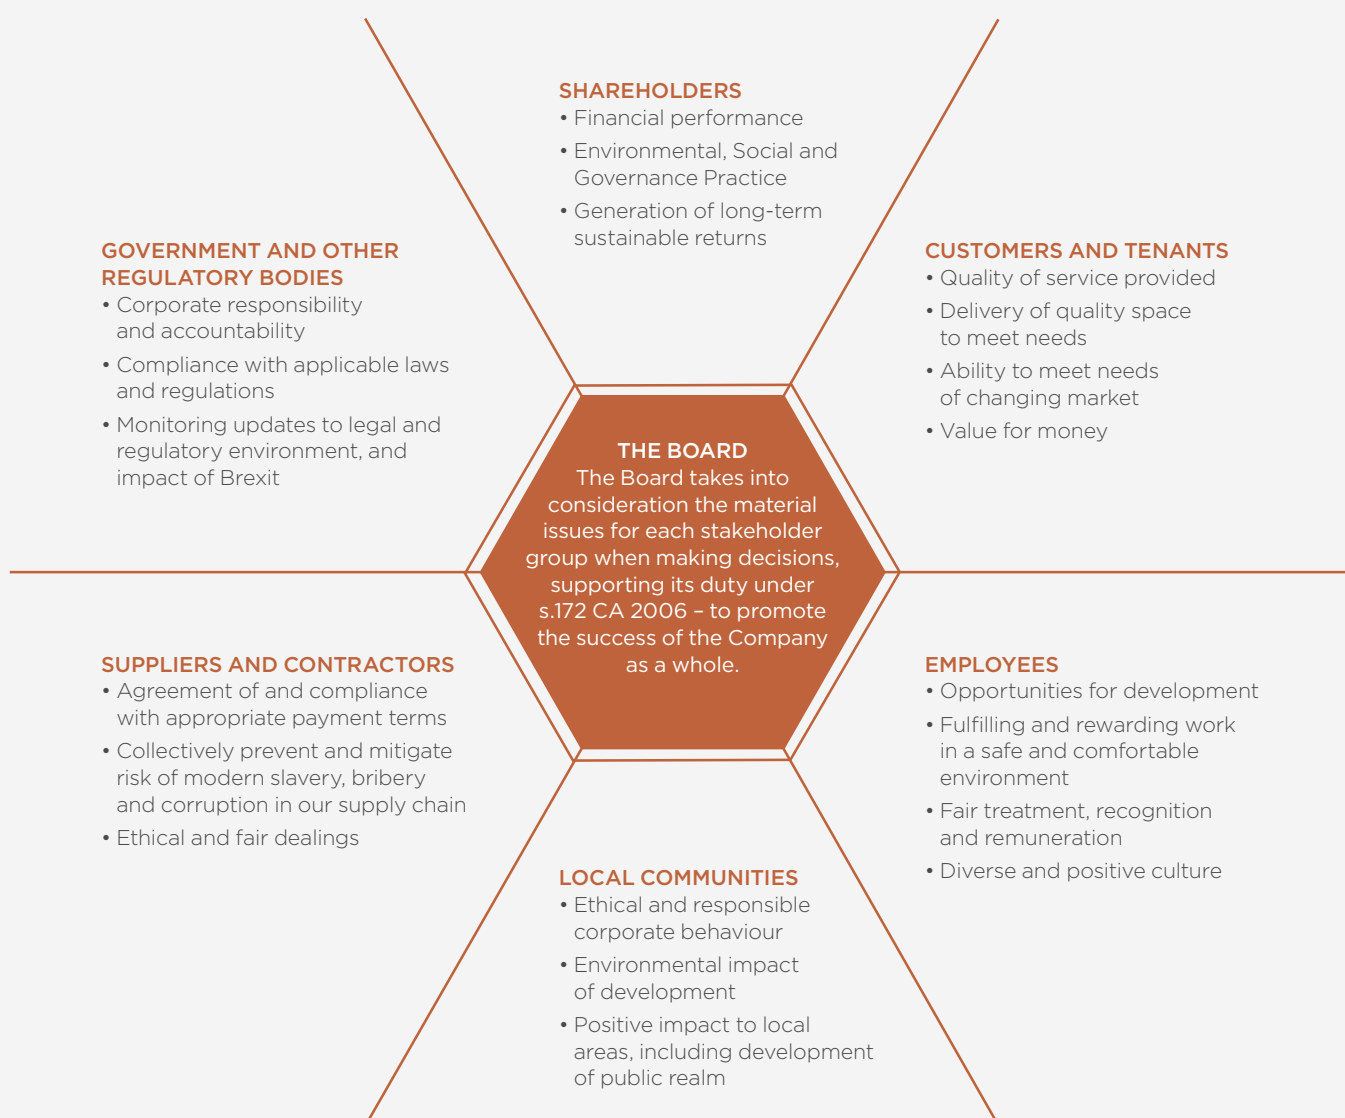 SHAREHOLDERS
• Financial performance
• Environmental, Social and
Governance Practice
• Generation of long-term
sustainable returns
GOVERNMENT AND OTHER
REGULATORY BODIES
• Corporate responsibility
and accountability
• Compliance with applicable laws
and regulations
• Monitoring updates to legal and
regulatory environment, and
impact of Brexit
CUSTOMERS AND TENANTS
• Quality of service provided
• Delivery of quality space
to meet needs
• Ability to meet needs
of changing market
• Value for money
THE BOARD
The Board takes into
consideration the material
issues for each stakeholder
group when making decisions,
supporting its duty under
s.172 CA 2006 – to promote
the success of the Company
as a whole.
SUPPLIERS AND CONTRACTORS
• Agreement of and compliance
with appropriate payment terms
• Collectively prevent and mitigate
risk of modern slavery, bribery
and corruption in our supply chain
• Ethical and fair dealings
EMPLOYEES
• Opportunities for development
• Fulfilling and rewarding work
in a safe and comfortable
environment
• Fair treatment, recognition
and remuneration
• Diverse and positive culture
LOCAL COMMUNITIES
• Ethical and responsible
corporate behaviour
• Environmental impact
of development
• Positive impact to local
areas, including development
of public realm